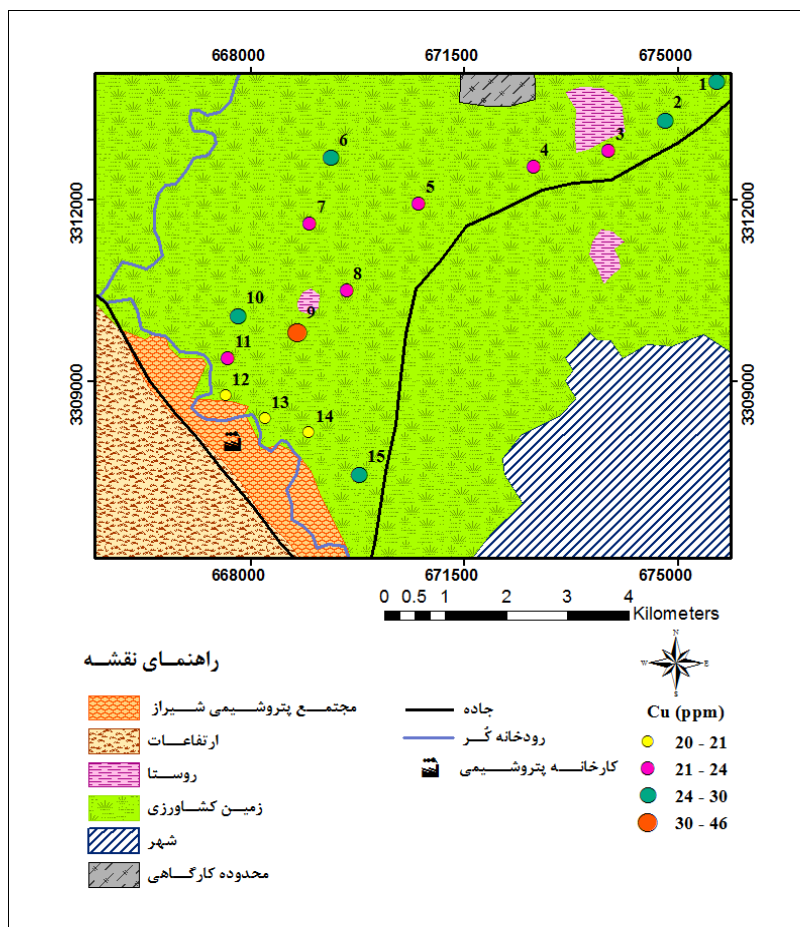 668000 671500 675000
1
2
3
4
5
6
7
8
9
10
11
12
13
14
15
3312000 3312000
3309000 3309000
668000 671500 675000
0 0.5 1 2 3 4
Kilometers
راهنمای نقشه
مجتمع پتروشیمی شیراز
ارتفاعات
روستا
زمین کشاورزی
شهر
محدوده کارگاهی
جاده
رودخانه کُر
کارخانه پتروشیمی
N
W E
S
Cu (ppm)
20 - 21
21 - 24
24 - 30
30 - 46